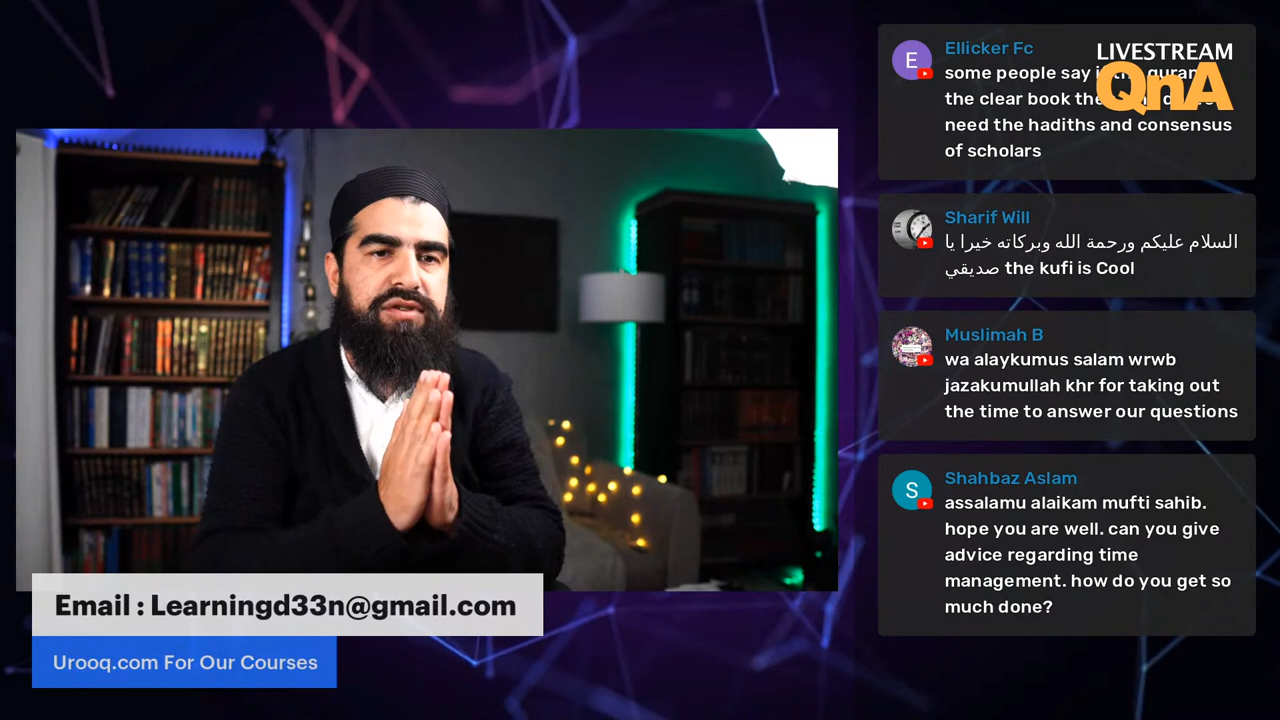 Ellicker Fc
some people say
the clear book the
need the hadiths and consensus
of scholars
LIVESTREAM
QnA
Sharif Will
السلام عليكم ورحمة الله وبركاته خيرا يا
صديقي the kufi is Cool
Muslimah B
wa alaykumus salam wrwb
jazakumullah khr for taking out
the time to answer our questions
Shahbaz Aslam
assalamu alaikam mufti sahib.
hope you are well. can you give
advice regarding time
management. how do you get so
much done?
E
S
Email : Learningd33n@gmail.com
Urooq.com For Our Courses